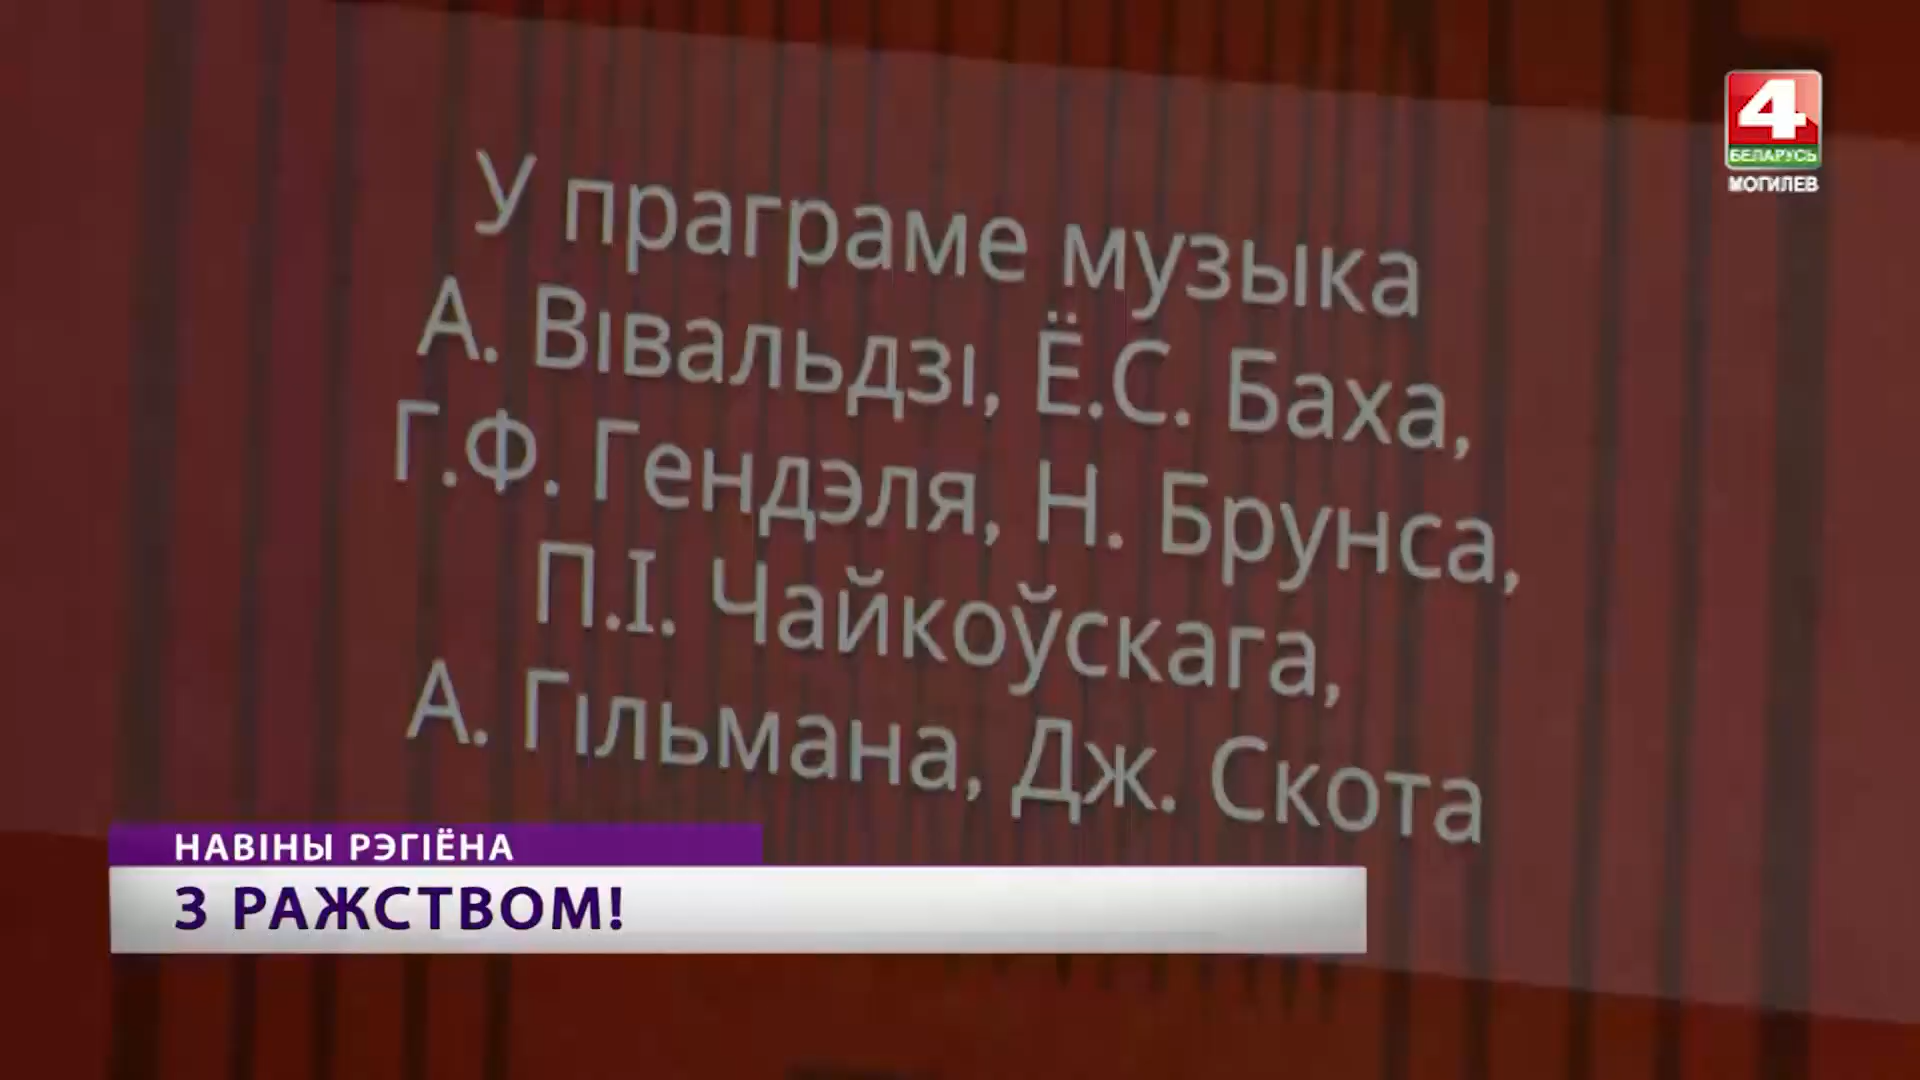 4
БЕЛАРУСЬ
МОГИЛЕВ
У праграме музыка
А. Вівальдзі, Ё.С. Баха,
Г.Ф. Гендэля, Н. Брунса,
П.І. Чайкоўскага,
А. Гільмана, Дж. Скота
НАВІНЫ РЭГІЁНА
З РАЖСТВОМ!